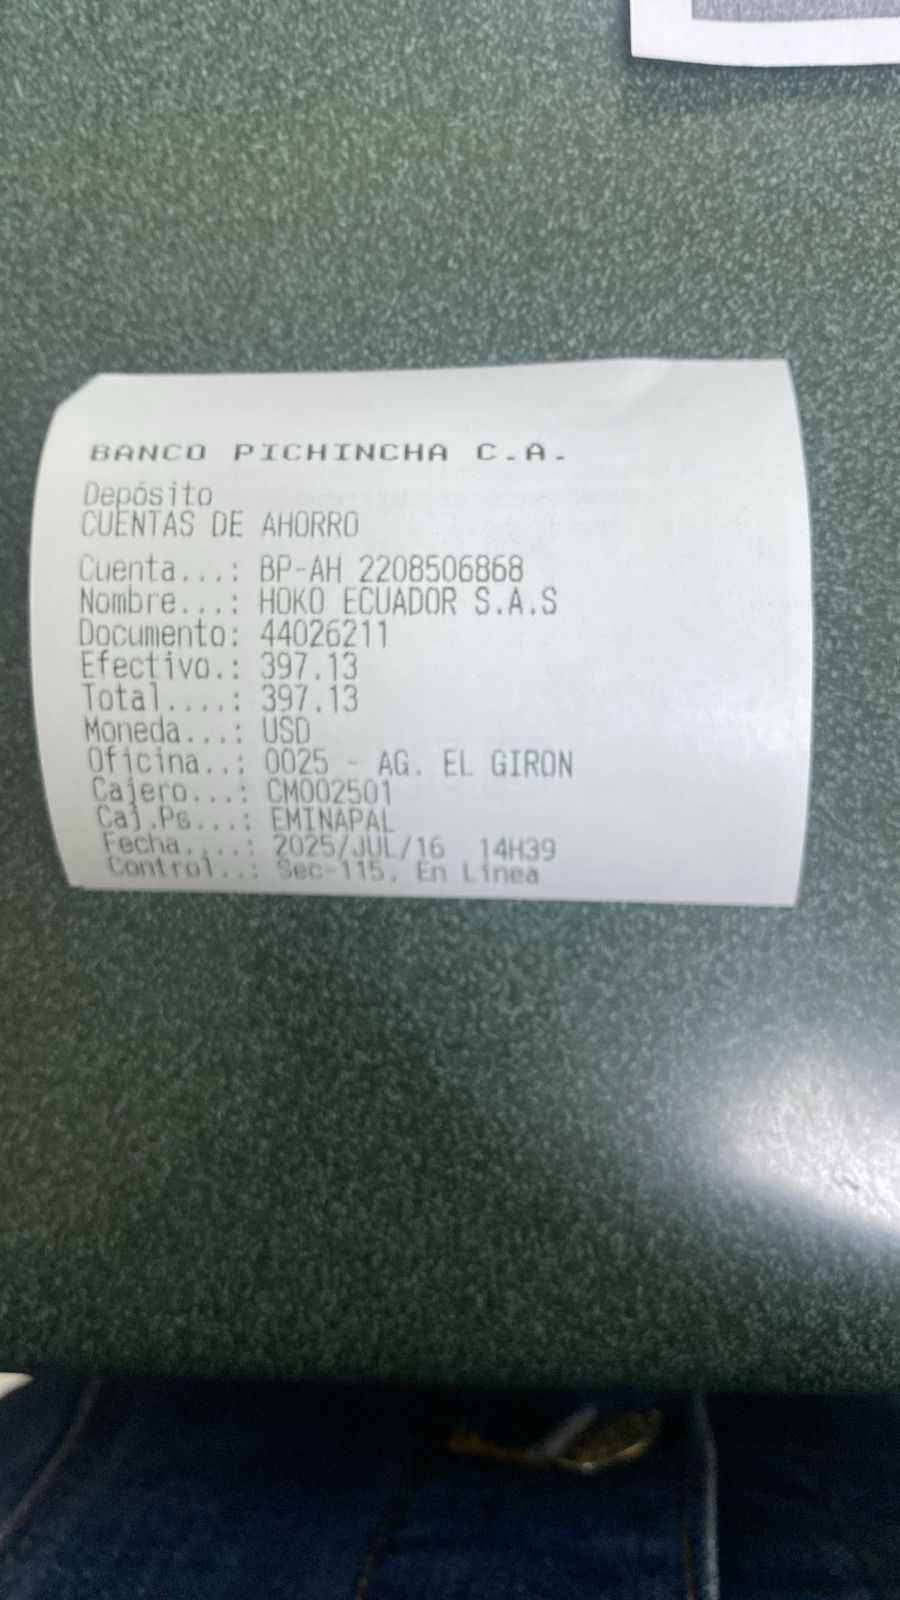 BANCO PICHINCHA C.A.
Depósito
CUENTAS DE AHORRO
Cuenta...: BP-AH 2208506868
Nombre...: HOKO ECUADOR S.A.S
Documento: 44026211
Efectivo.: 397.13
Total....: 397.13
Moneda...: USD
Oficina..: 0025 - AG. EL GIRON
Cajero...: CM002501
Caj.Ps...: EMINAPAL
Fecha....: 2025/JUL/16 14H39
Control..: Sec-115, En Linea